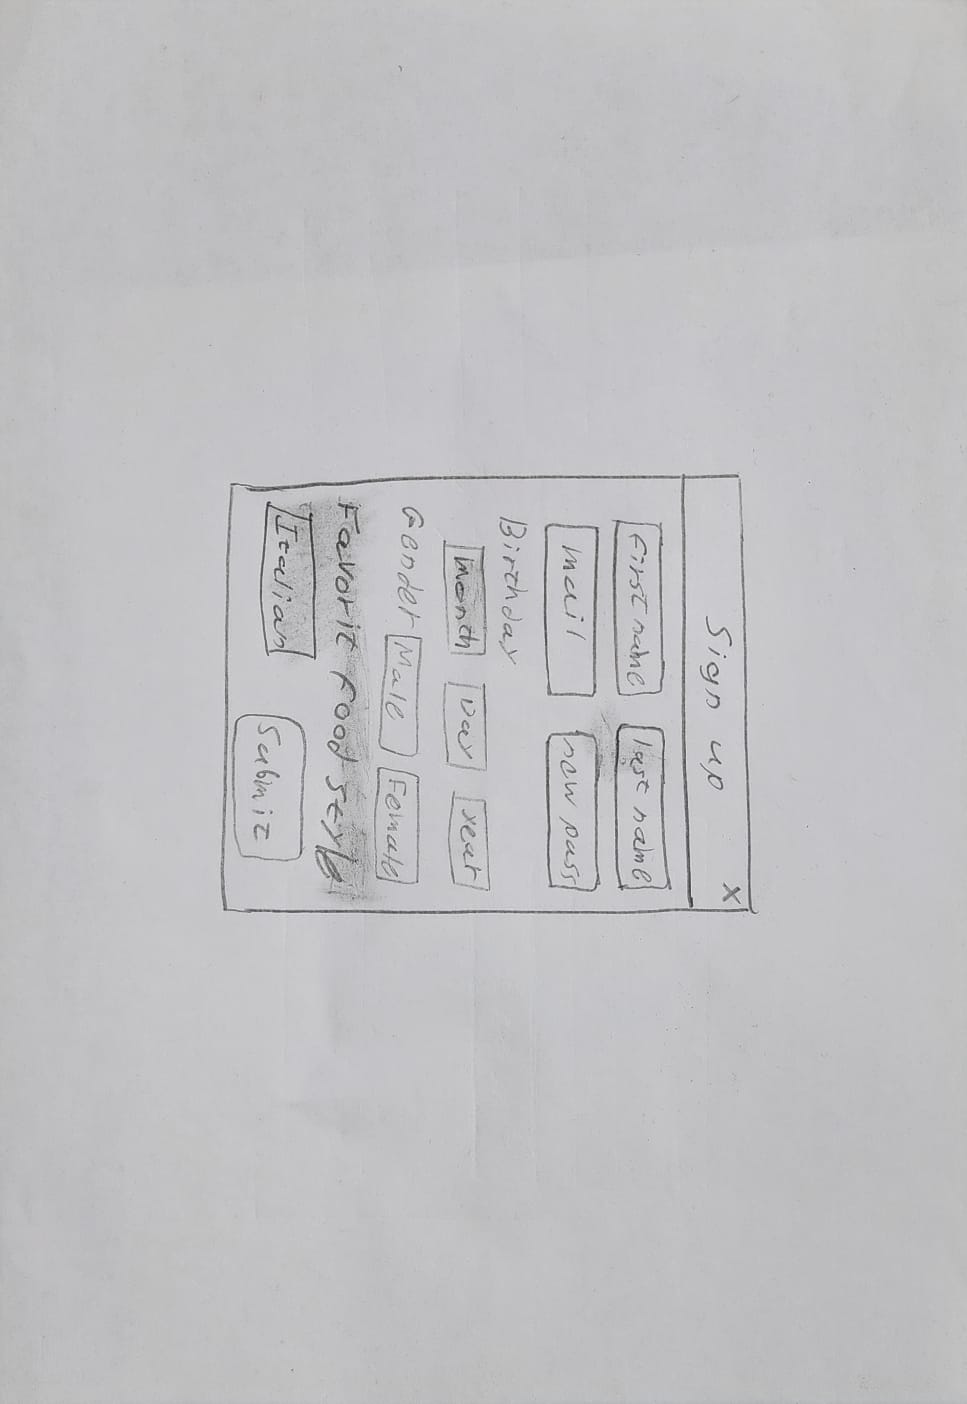 Sign up x
First name last name
mail new pass
Birthday
month Day year
Gender Male Female
Favorit food style
Italian Submit